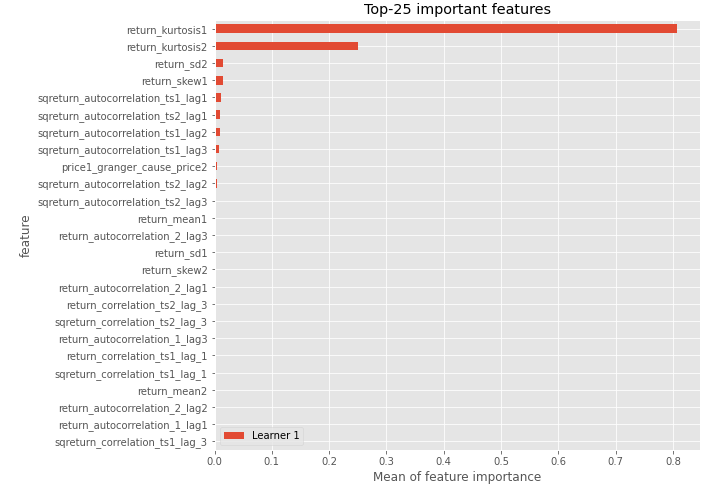 Top-25 important features
return_kurtosis1
return_kurtosis2
return_sd2
return_skew1
sqreturn_autocorrelation_ts1_lag1
sqreturn_autocorrelation_ts2_lag1
sqreturn_autocorrelation_ts1_lag2
sqreturn_autocorrelation_ts1_lag3
price1_granger_cause_price2
sqreturn_autocorrelation_ts2_lag2
sqreturn_autocorrelation_ts2_lag3
return_mean1
return_autocorrelation_2_lag3
return_sd1
return_skew2
return_autocorrelation_2_lag1
return_correlation_ts2_lag_3
sqreturn_correlation_ts2_lag_3
return_autocorrelation_1_lag3
return_correlation_ts1_lag_1
sqreturn_correlation_ts1_lag_1
return_mean2
return_autocorrelation_2_lag2
return_autocorrelation_1_lag1
sqreturn_correlation_ts1_lag_3
feature
Learner 1
0.0 0.1 0.2 0.3 0.4 0.5 0.6 0.7 0.8
Mean of feature importance